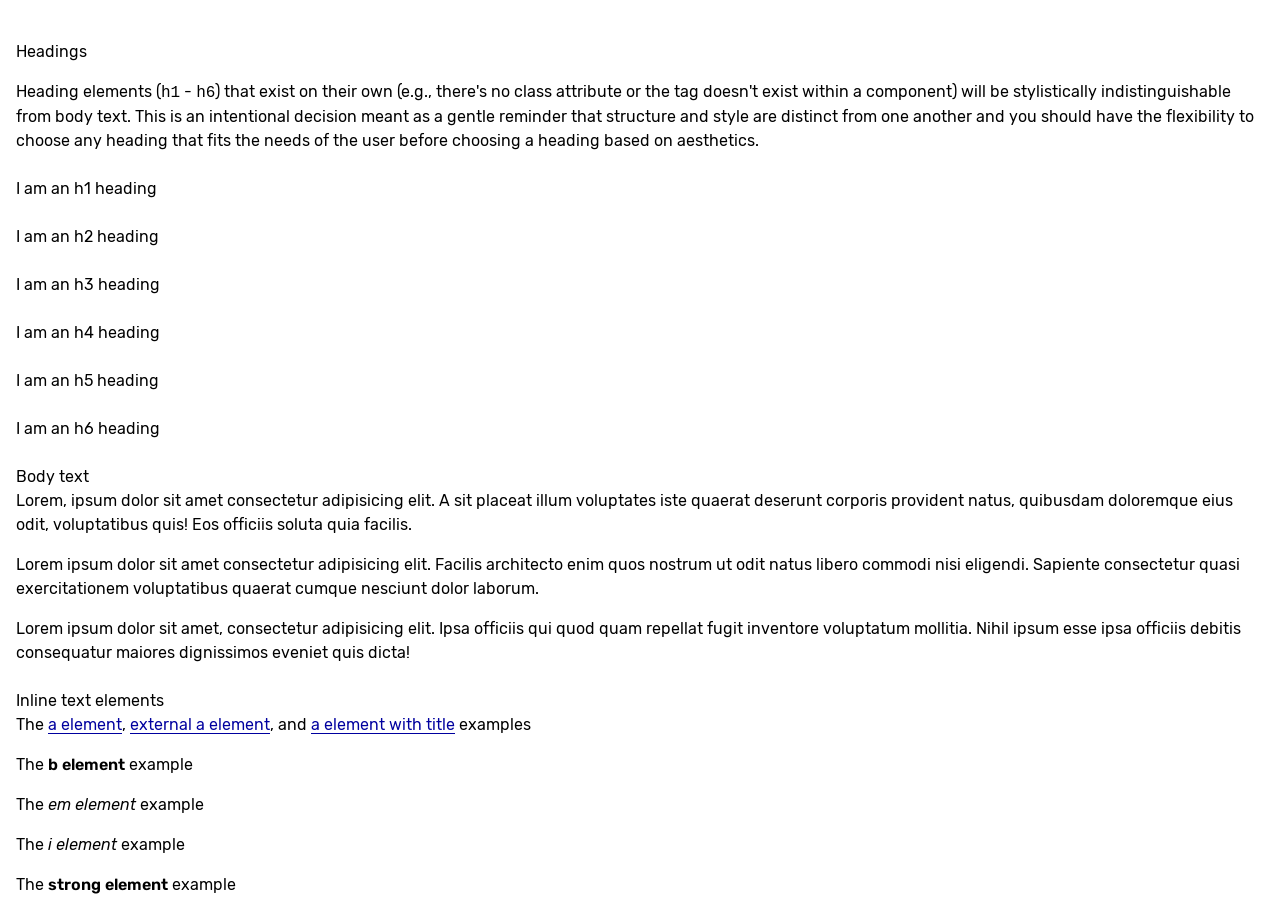 Headings
Heading elements (h1 - h6) that exist on their own (e.g., there's no class attribute or the tag doesn't exist within a component) will be stylistically indistinguishable
from body text. This is an intentional decision meant as a gentle reminder that structure and style are distinct from one another and you should have the flexibility to
choose any heading that fits the needs of the user before choosing a heading based on aesthetics.
I am an h1 heading
I am an h2 heading
I am an h3 heading
I am an h4 heading
I am an h5 heading
I am an h6 heading
Body text
Lorem, ipsum dolor sit amet consectetur adipisicing elit. A sit placeat illum voluptates iste quaerat deserunt corporis provident natus, quibusdam doloremque eius
odit, voluptatibus quis! Eos officiis soluta quia facilis.
Lorem ipsum dolor sit amet consectetur adipisicing elit. Facilis architecto enim quos nostrum ut odit natus libero commodi nisi eligendi. Sapiente consectetur quasi
exercitationem voluptatibus quaerat cumque nesciunt dolor laborum.
Lorem ipsum dolor sit amet, consectetur adipisicing elit. Ipsa officiis qui quod quam repellat fugit inventore voluptatum mollitia. Nihil ipsum esse ipsa officiis debitis
consequatur maiores dignissimos eveniet quis dicta!
Inline text elements
The a element, external a element, and a element with title examples
The b element example
The em element example
The i element example
The strong element example